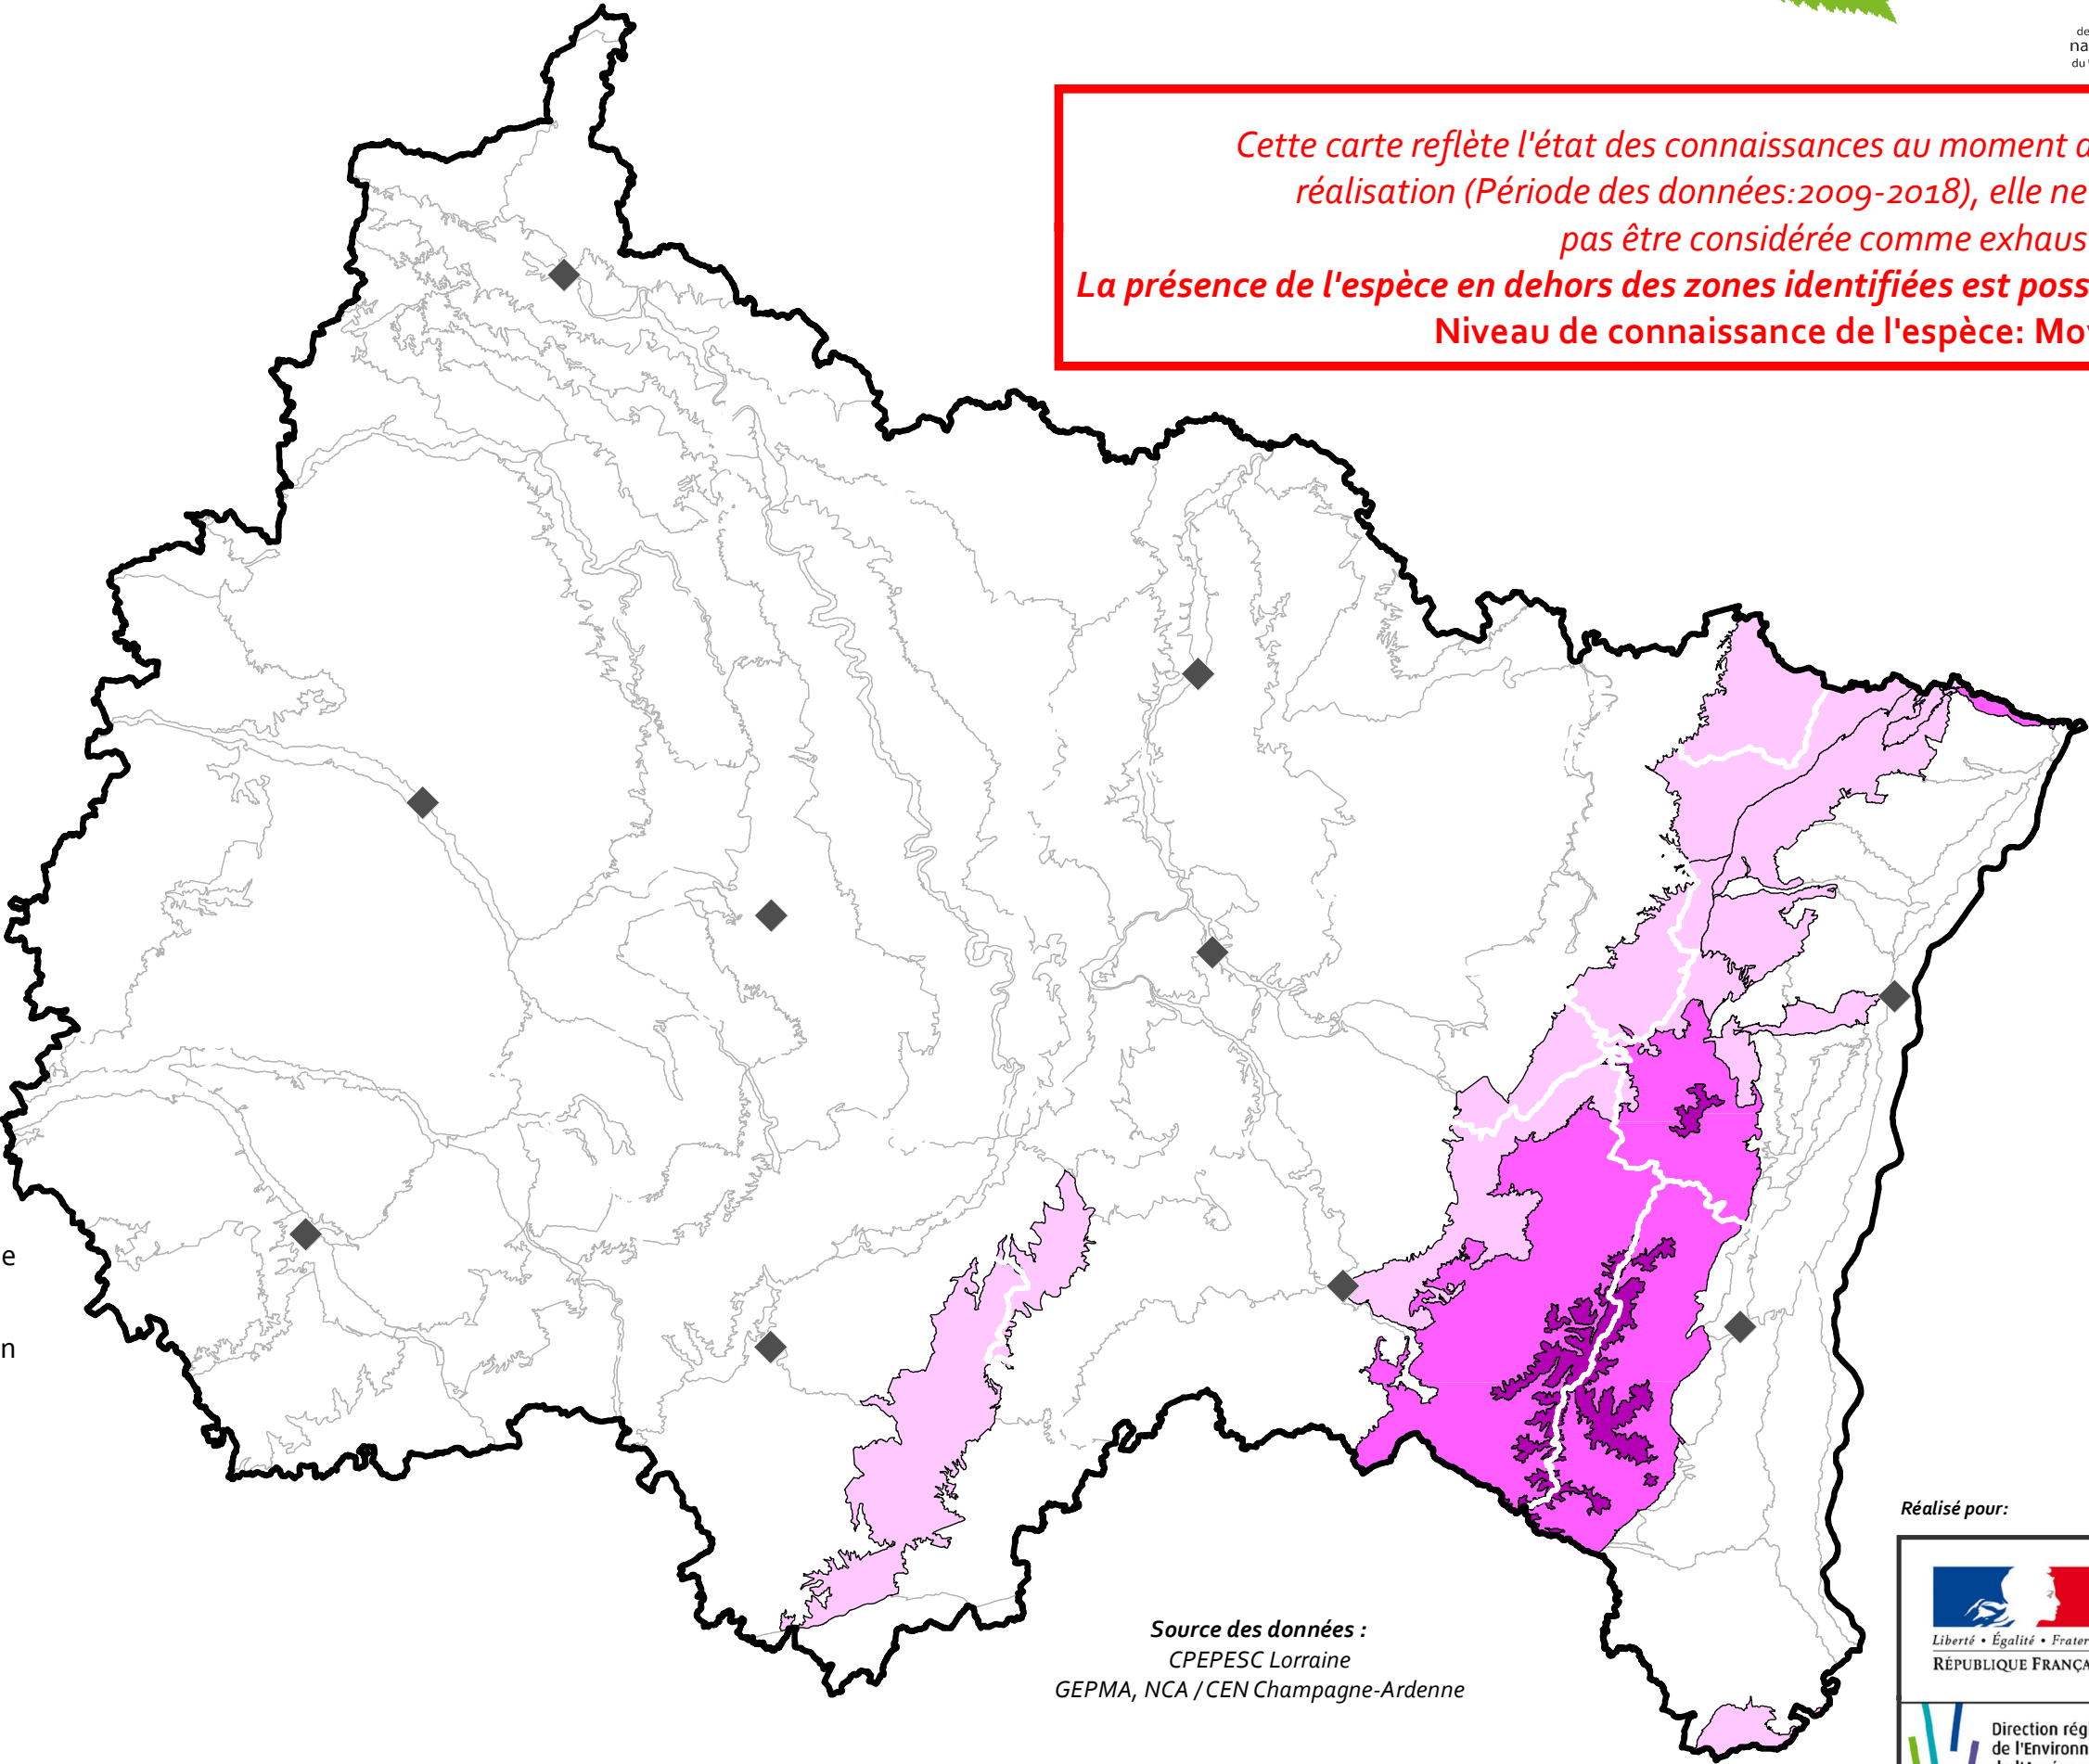 de
na
du
Cette carte reflète l'état des connaissances au moment
réalisation (Période des données:2009-2018), elle ne
pas être considérée comme exhaus
La présence de l'espèce en dehors des zones identifiées est poss
Niveau de connaissance de l'espèce:
e
n
Réalisé pour:
Liberté • Égalité • Frater
RÉPUBLIQUE FRANÇA
Source des données :
CPEPESC Lorraine
GEPMA, NCA / CEN Champagne-Ardenne
Direction rég
de l'Environn